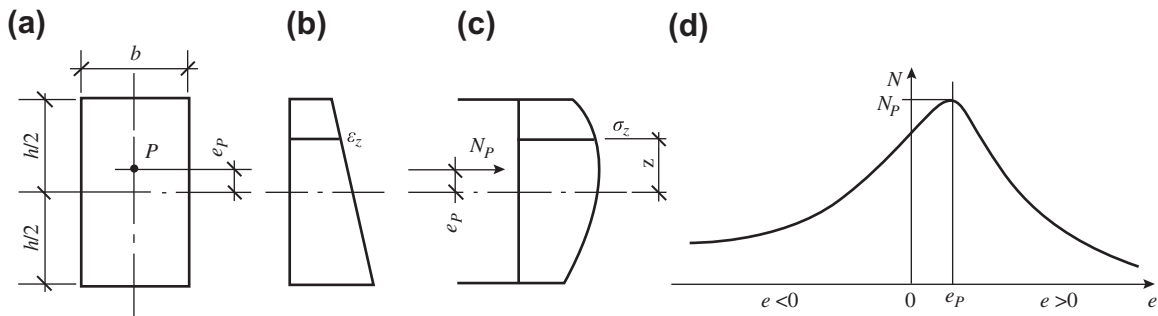 (a)
b
h/2
h/2
P
e_P
(b)
ε_z
(c)
N_P
e_P
σ_z
z
(d)
N
N_P
e <0
0
e_P
e >0
e